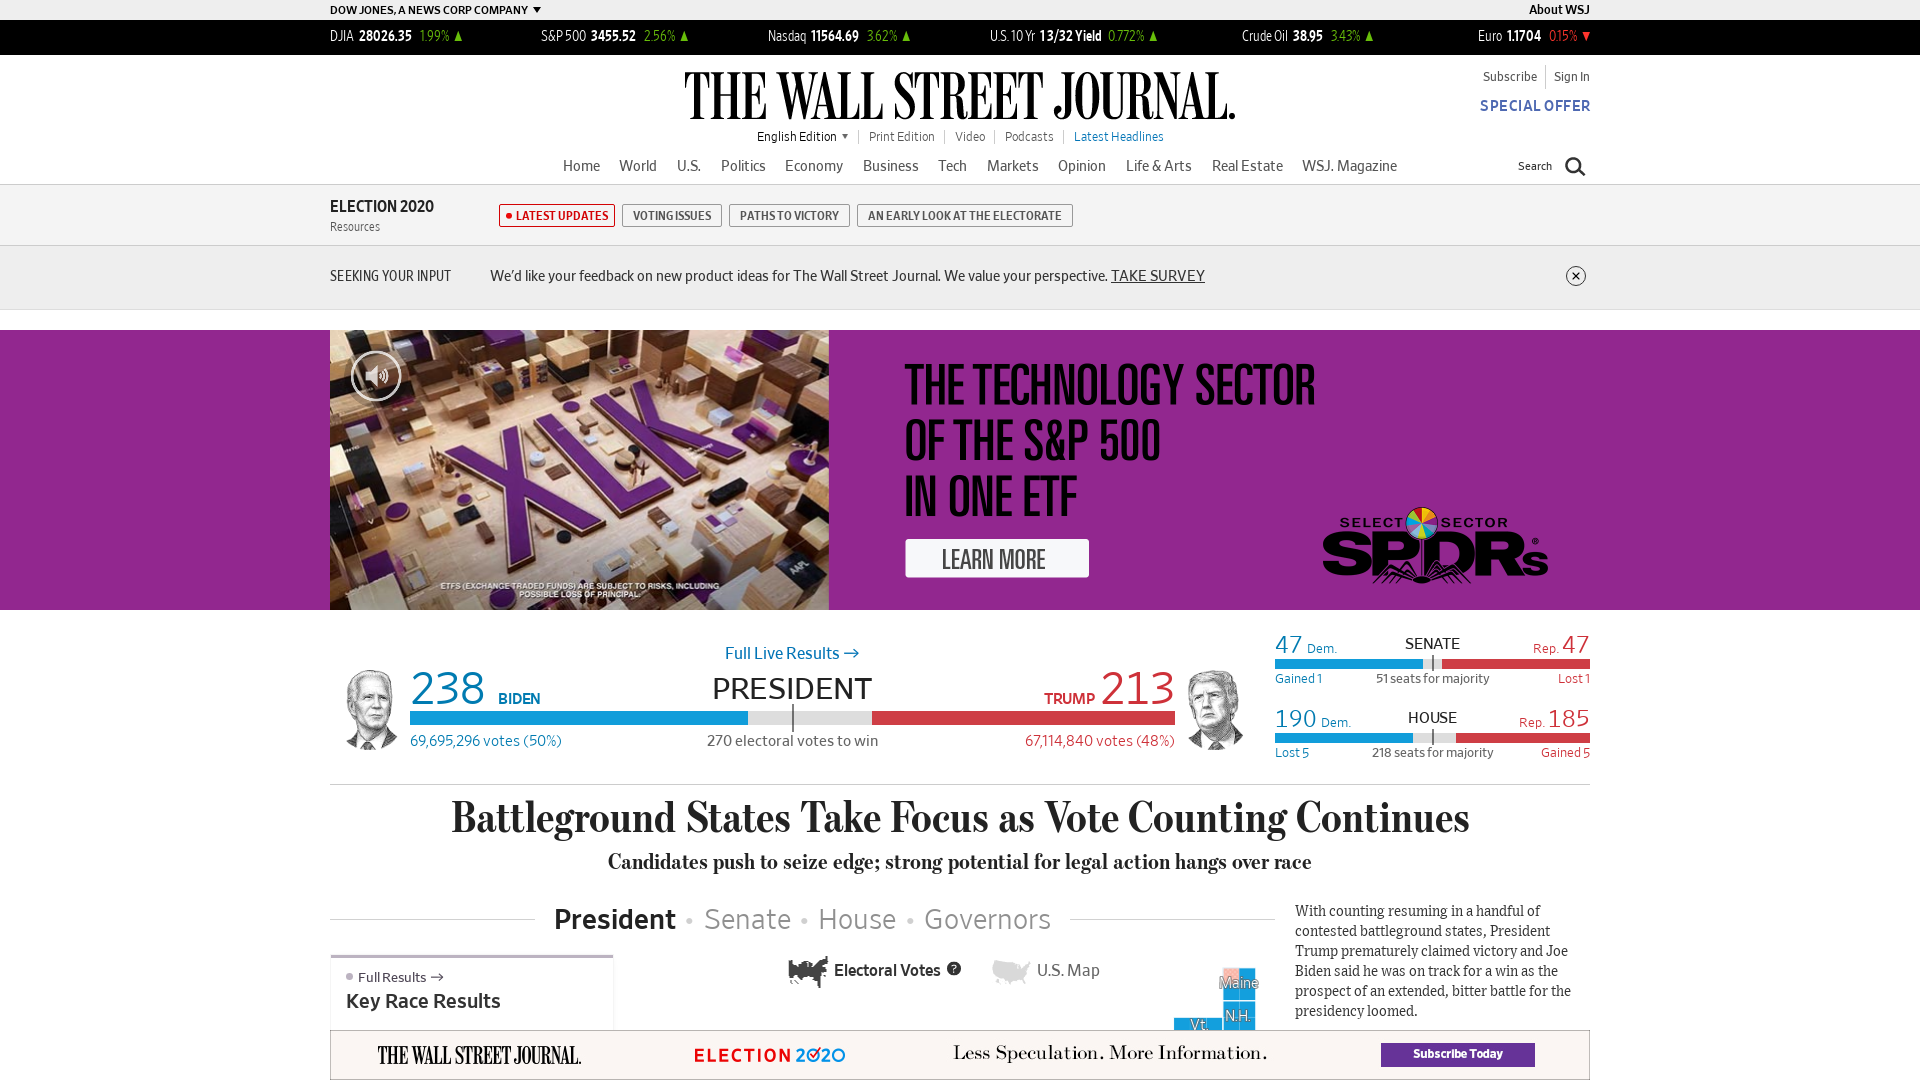 DOW JONES, A NEWS CORP COMPANY
About WSJ
DJIA 28026.35 1.99%
S&P 500 3455.52 2.56%
Nasdaq 11564.69 3.62%
U.S. 10 Yr 13/32 Yield 0.772%
Crude Oil 38.95 3.43%
Euro 1.1704 0.15%
THE WALL STREET JOURNAL.
Subscribe
Sign In
SPECIAL OFFER
English Edition
Print Edition
Video
Podcasts
Latest Headlines
Home World U.S. Politics Economy Business Tech Markets Opinion Life & Arts Real Estate WSJ. Magazine
Search
ELECTION 2020
Resources
LATEST UPDATES
VOTING ISSUES
PATHS TO VICTORY
AN EARLY LOOK AT THE ELECTORATE
SEEKING YOUR INPUT
We’d like your feedback on new product ideas for The Wall Street Journal. We value your perspective. TAKE SURVEY
XLK
AAPL
ETFS (EXCHANGE TRADED FUNDS) ARE SUBJECT TO RISKS, INCLUDING
POSSIBLE LOSS OF PRINCIPAL.
THE TECHNOLOGY SECTOR
OF THE S&P 500
IN ONE ETF
LEARN MORE
SELECT SECTOR
SPDRs®
Full Live Results →
238 BIDEN
PRESIDENT
TRUMP 213
69,695,296 votes (50%)
270 electoral votes to win
67,114,840 votes (48%)
47 Dem.
SENATE
Rep. 47
Gained 1
51 seats for majority
Lost 1
190 Dem.
HOUSE
Rep. 185
Lost 5
218 seats for majority
Gained 5
Battleground States Take Focus as Vote Counting Continues
Candidates push to seize edge; strong potential for legal action hangs over race
President • Senate • House • Governors
Full Results →
Key Race Results
Electoral Votes ?
U.S. Map
Maine
N.H.
Vt.
With counting resuming in a handful of
contested battleground states, President
Trump prematurely claimed victory and Joe
Biden said he was on track for a win as the
prospect of an extended, bitter battle for the
presidency loomed.
THE WALL STREET JOURNAL.
ELECTION 2020
Less Speculation. More Information.
Subscribe Today